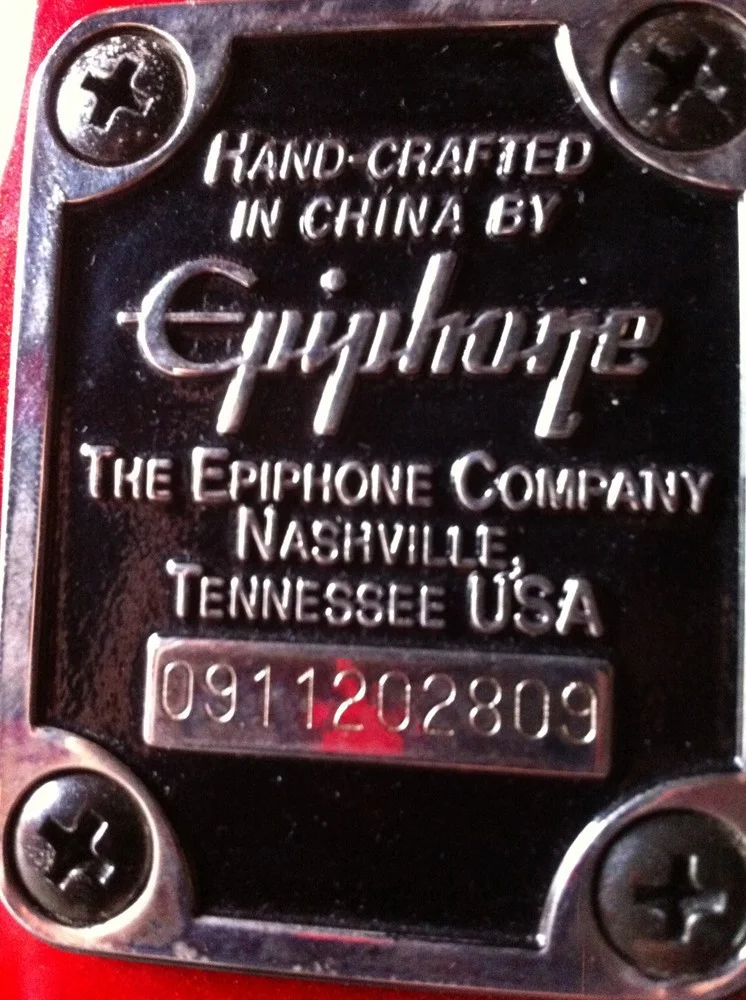 HAND-CRAFTED
IN CHINA BY
Epiphone
THE EPIPHONE COMPANY
NASHVILLE,
TENNESSEE USA
0911202809